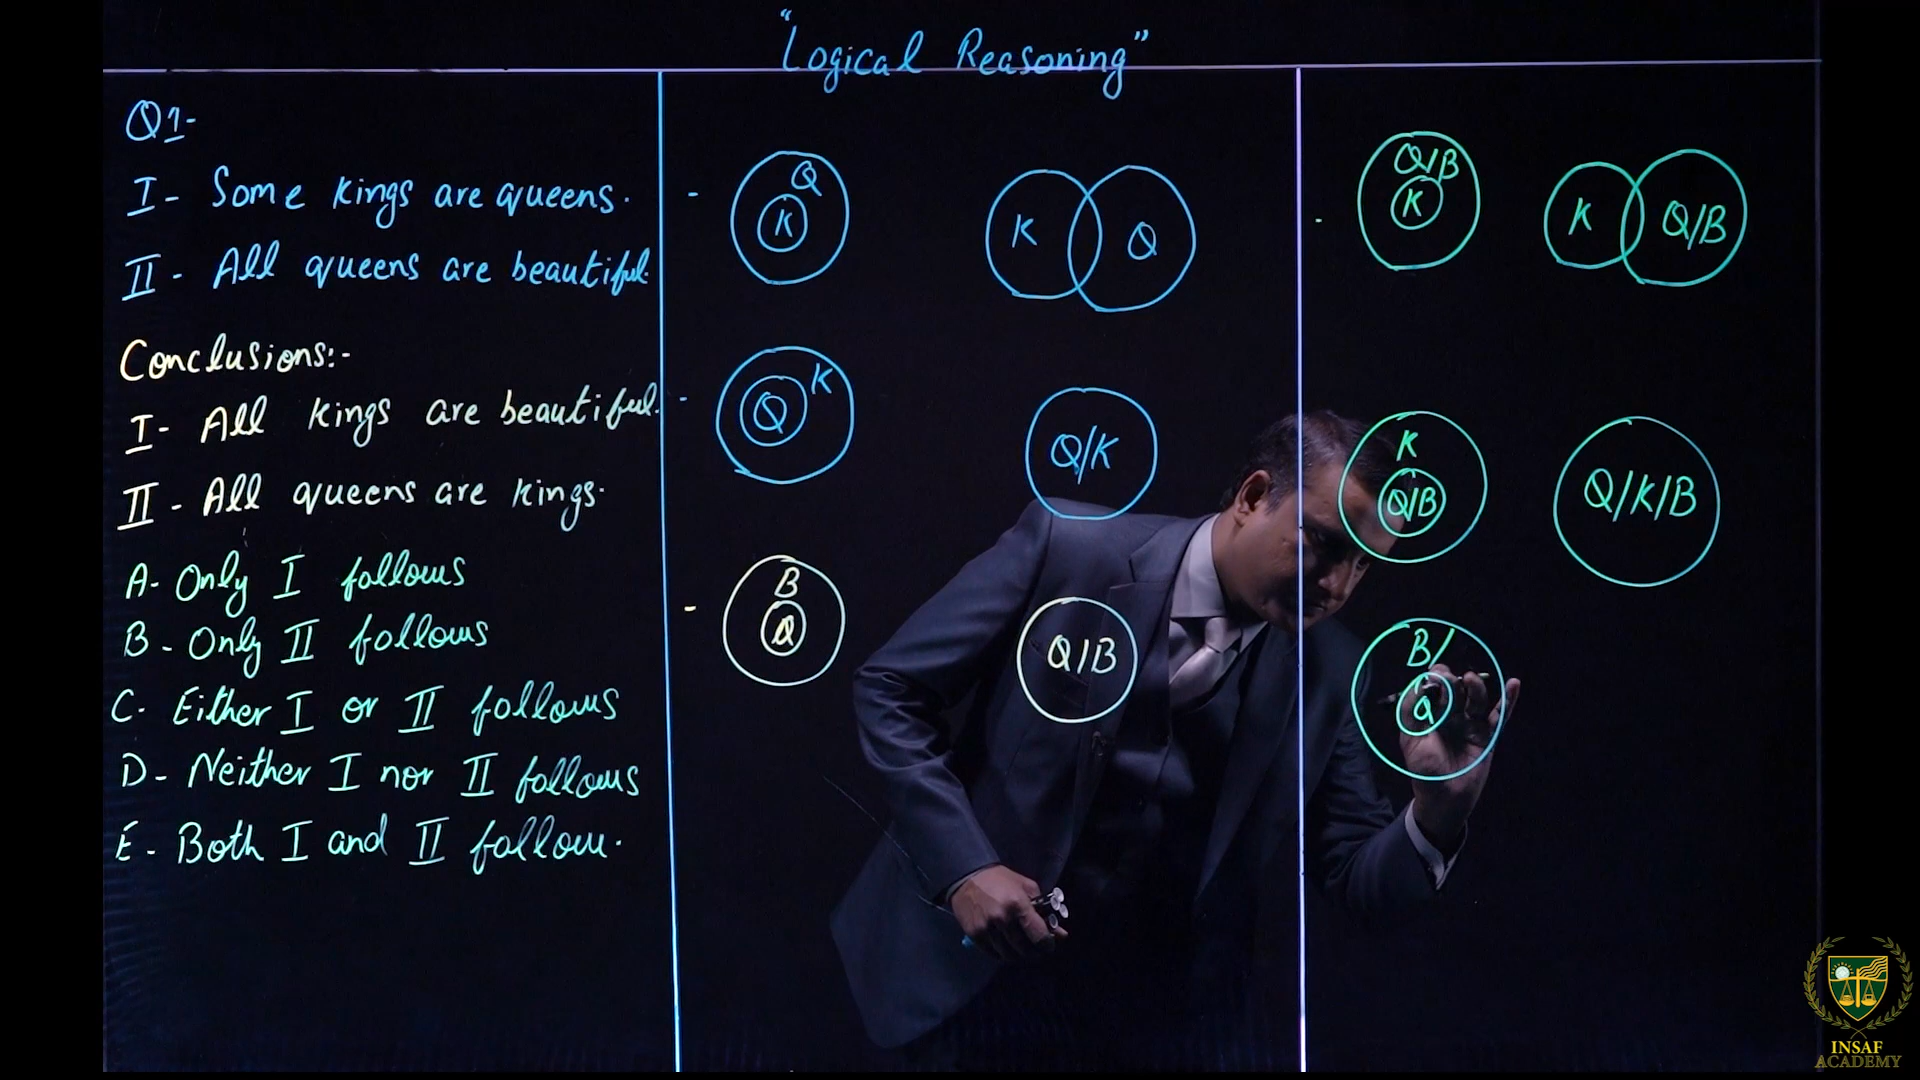 "Logical Reasoning"
Q1-
I- Some kings are queens.
II- All queens are beautiful.
Conclusions:-
I- All kings are beautiful.
II- All queens are kings.
A- Only I follows
B- Only II follows
C- Either I or II follows
D- Neither I nor II follows
E- Both I and II follow.
Q
K
K
Q
K
Q
Q/K
B
Q
Q/B
Q/B
K
K
Q/B
K
Q/B
Q/K/B
B/
Q
INSAF
ACADEMY